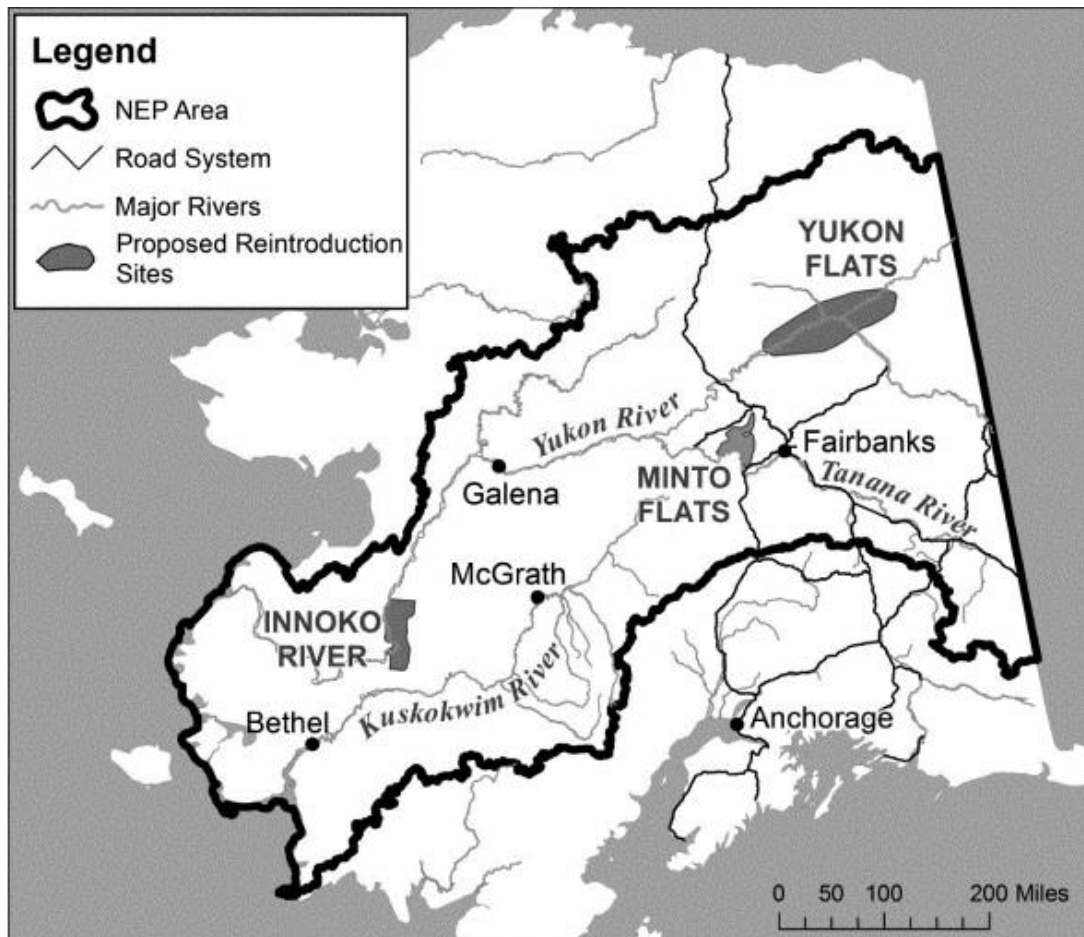 Legend
NEP Area
Road System
Major Rivers
Proposed Reintroduction
Sites
YUKON
FLATS
Yukon River
Fairbanks
Galena
MINTO
FLATS
Tanana River
McGrath
INNOKO
RIVER
Kuskokwim River
Bethel
Anchorage
0 50 100 200 Miles